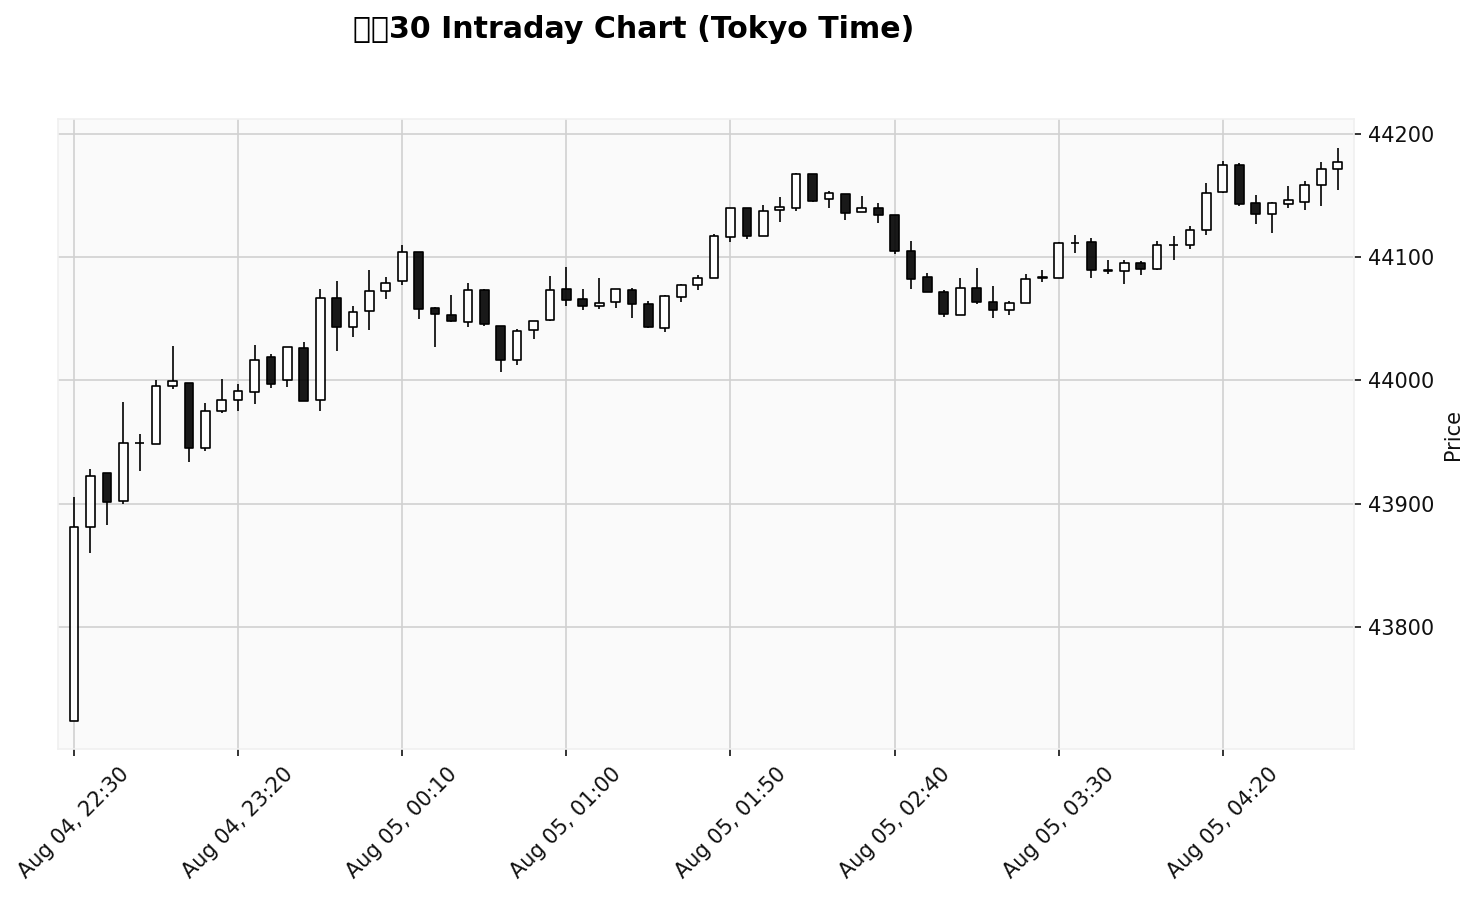 30 Intraday Chart (Tokyo Time)
44200
44100
44000
43900
43800
Price
Aug 04, 22:30
Aug 04, 23:20
Aug 05, 00:10
Aug 05, 01:00
Aug 05, 01:50
Aug 05, 02:40
Aug 05, 03:30
Aug 05, 04:20